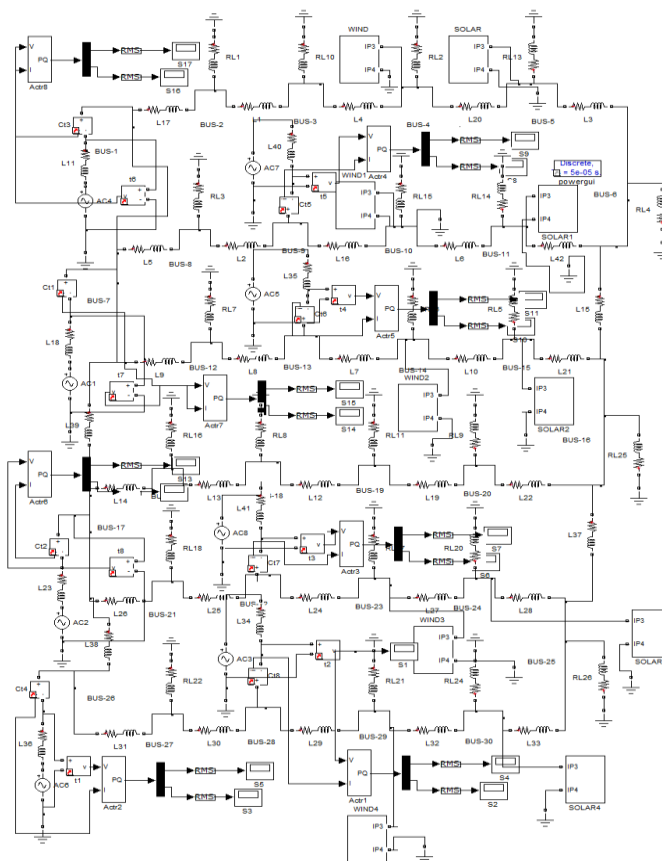 WIND
SOLAR
V
I
PQ
Actr8
RMS
S17
RMS
S16
RL1
RL10
IP3
IP4
RL2
IP3
IP4
RL13
L17
BUS-2
L1
BUS-3
L4
BUS-4
L20
BUS-5
L3
Ct3
BUS-1
L11
AC4
t6
RL3
AC7
L40
Ct5
t5
WIND1
IP3
IP4
V
I
PQ
Actr4
RMS
S9
RMS
RL15
RL14
Discrete,
= 5e-05 s
powergui
IP3
IP4
SOLAR1
BUS-6
RL4
L5
BUS-8
L2
BUS-9
L16
BUS-10
L6
BUS-11
L42
Ct1
BUS-7
L18
AC1
RL7
AC5
L35
Ct6
t4
V
I
PQ
Actr5
RMS
S11
RMS
S10
RL5
L15
L9
BUS-12
L8
BUS-13
L7
BUS-14
L10
BUS-15
L21
t7
V
I
PQ
Actr7
RMS
S15
RMS
S14
WIND2
IP3
IP4
IP3
IP4
SOLAR2
BUS-16
L39
RL16
RL8
RL11
RL9
RL25
V
I
PQ
Actr6
RMS
S13
RMS
L14
L13
L12
BUS-19
L19
BUS-20
L22
BUS-17
L41
AC8
Ct2
t8
RL18
Ct7
t3
V
I
PQ
Actr3
RMS
S7
RMS
S6
RL20
L37
L23
AC2
L26
BUS-21
L25
L24
BUS-23
L27
BUS-24
L28
L38
L34
AC3
Ct8
t2
S1
WIND3
IP3
IP4
BUS-25
IP3
IP4
SOLAR
Ct4
BUS-26
RL22
RL21
RL24
RL26
L36
AC6
L31
BUS-27
L30
BUS-28
L29
BUS-29
L32
BUS-30
L33
t1
V
I
PQ
Actr2
RMS
S5
RMS
S3
V
I
PQ
Actr1
RMS
S4
RMS
S2
IP3
IP4
SOLAR4
WIND4
IP3
IP4